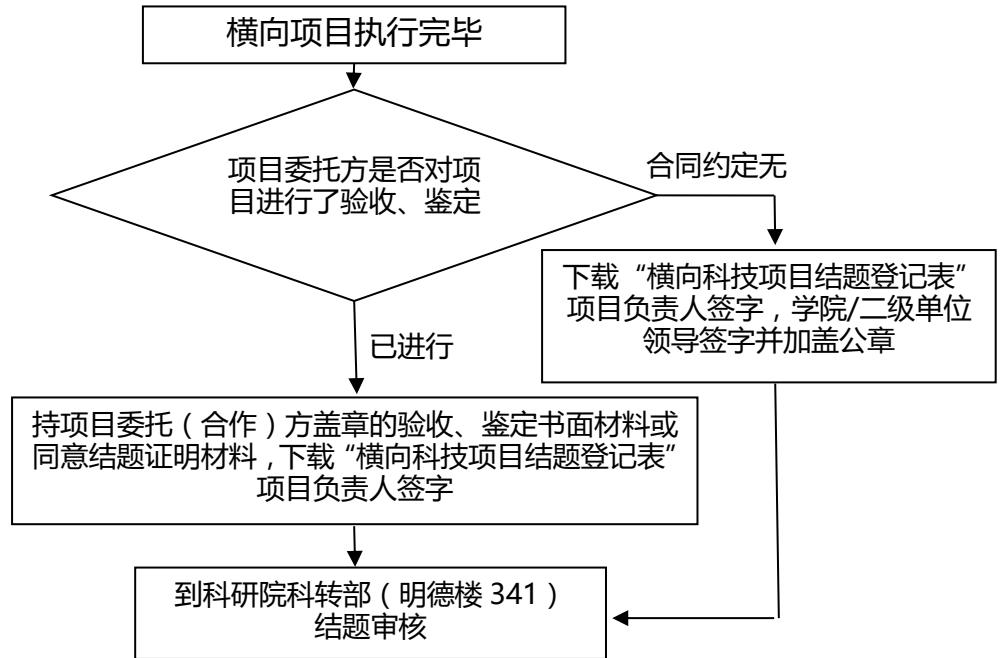 横向项目执行完毕
项目委托方是否对项
目进行了验收、鉴定
合同约定无
下载“横向科技项目结题登记表”
项目负责人签字，学院/二级单位
领导签字并加盖公章
已进行
持项目委托（合作）方盖章的验收、鉴定书面材料或
同意结题证明材料，下载“横向科技项目结题登记表”
项目负责人签字
到科研院科转部（明德楼 341）
结题审核